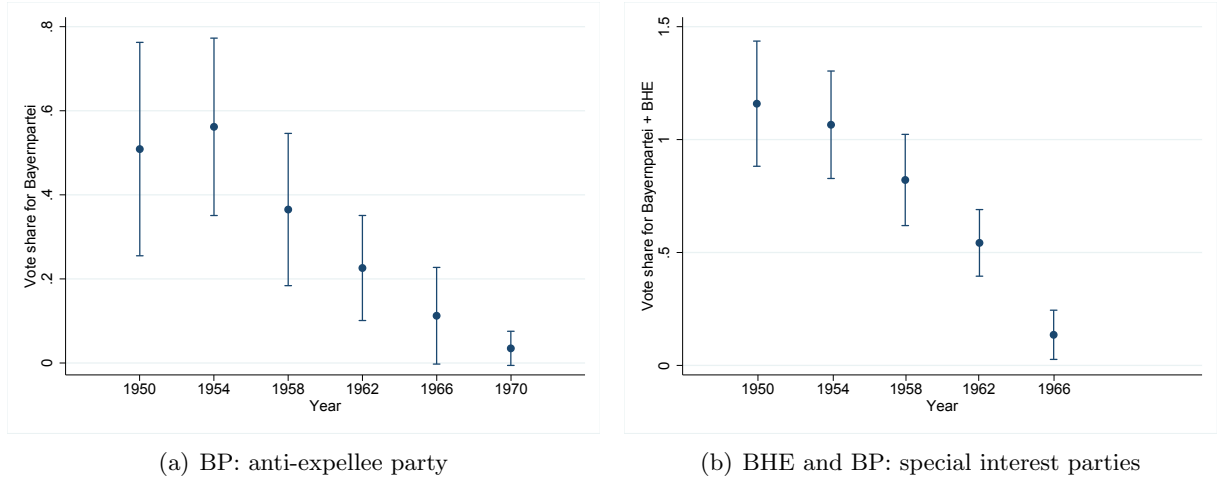 .8
.6
.4
.2
0
Vote share for Bayernpartei
1950 1954 1958 1962 1966 1970
Year
(a) BP: anti-expellee party
1.5
1
.5
0
Vote share for Bayernpartei + BHE
1950 1954 1958 1962 1966
Year
(b) BHE and BP: special interest parties